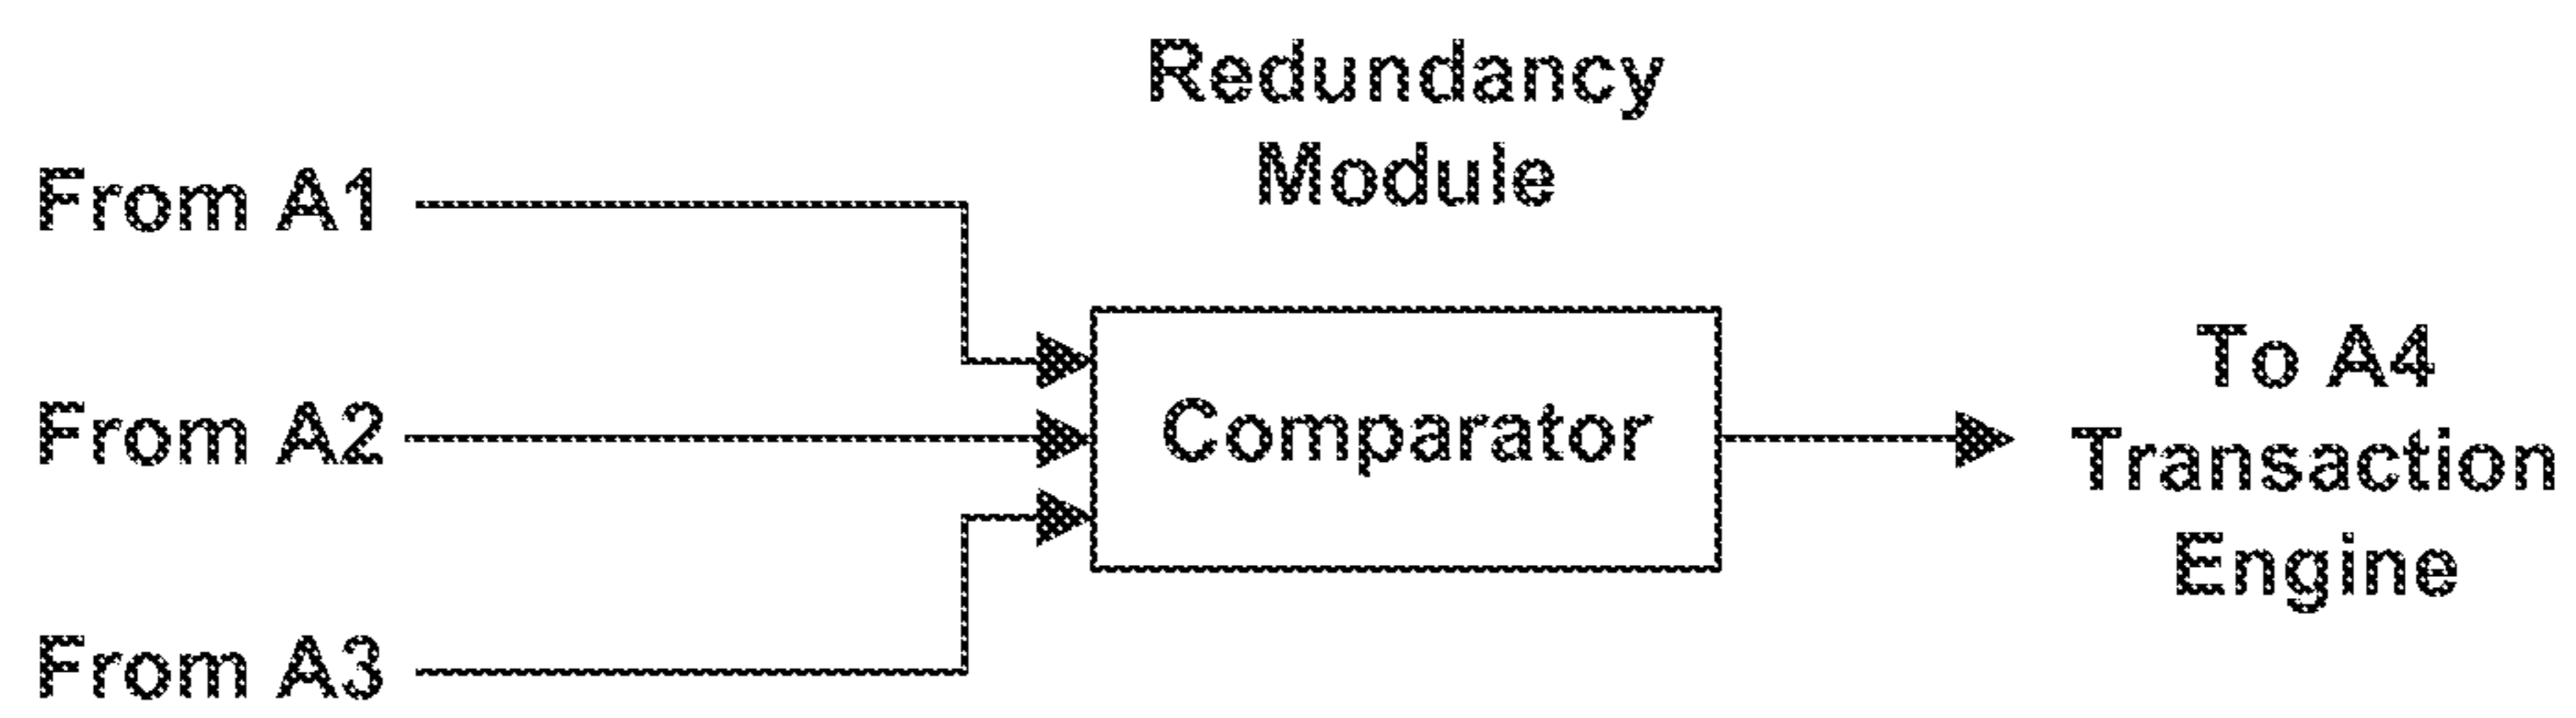 Redundancy
Module
From A1
From A2
From A3
Comparator
To A4
Transaction
Engine